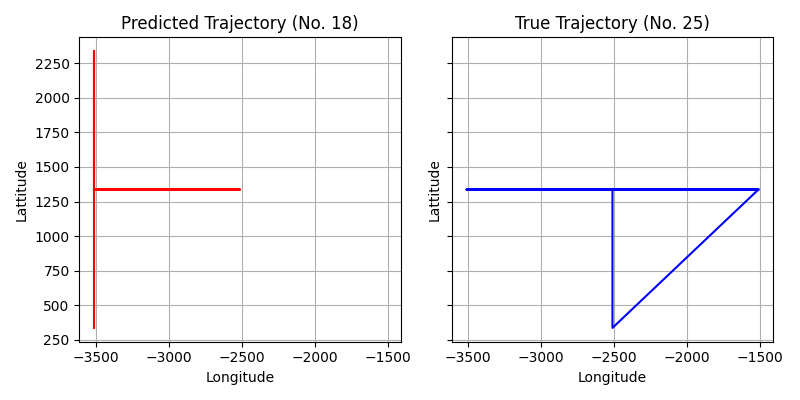 Predicted Trajectory (No. 18)
True Trajectory (No. 25)
2250
2000
1750
1500
1250
1000
750
500
250
Lattitude
Lattitude
−3500 −3000 −2500 −2000 −1500
−3500 −3000 −2500 −2000 −1500
Longitude
Longitude